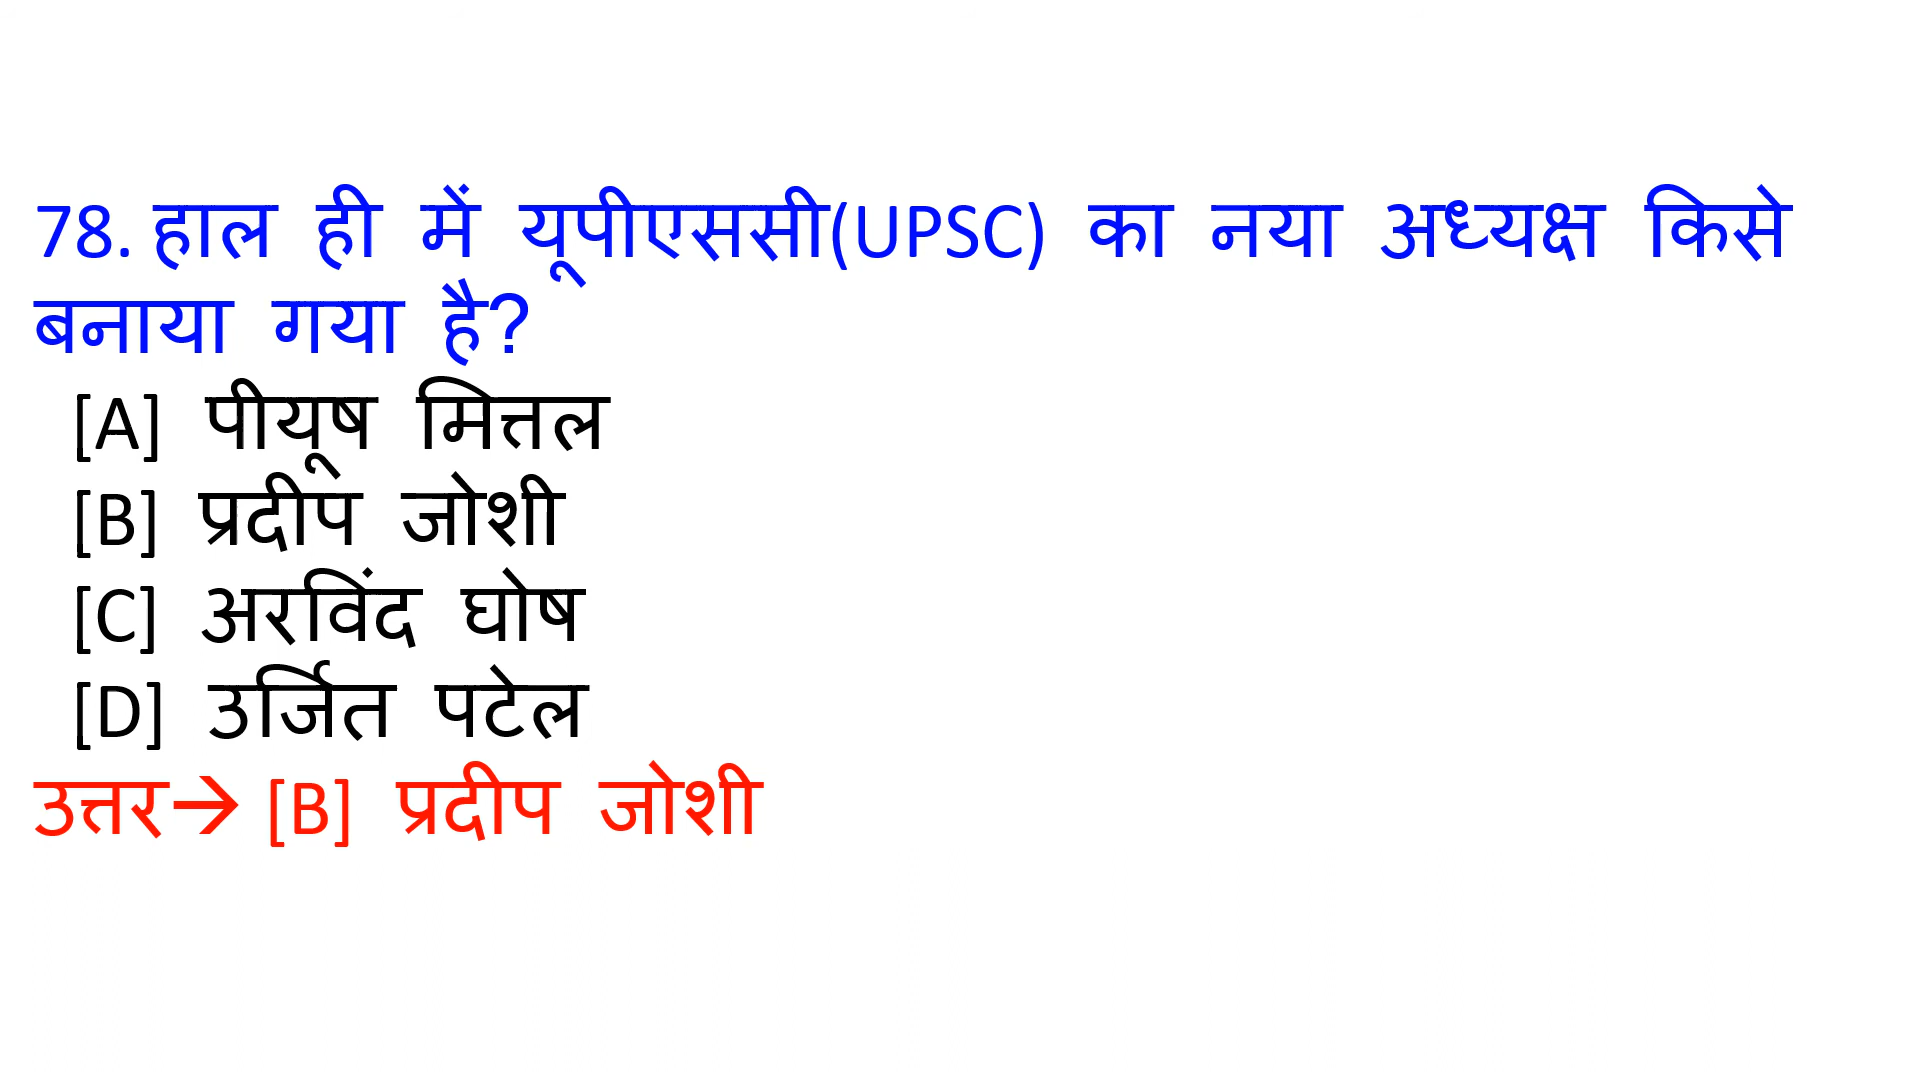 78. हाल ही में यूपीएससी(UPSC) का नया अध्यक्ष किसे
बनाया गया है?
[A] पीयूष मित्तल
[B] प्रदीप जोशी
[C] अरविंद घोष
[D] उर्जित पटेल
उत्तर→ [B] प्रदीप जोशी